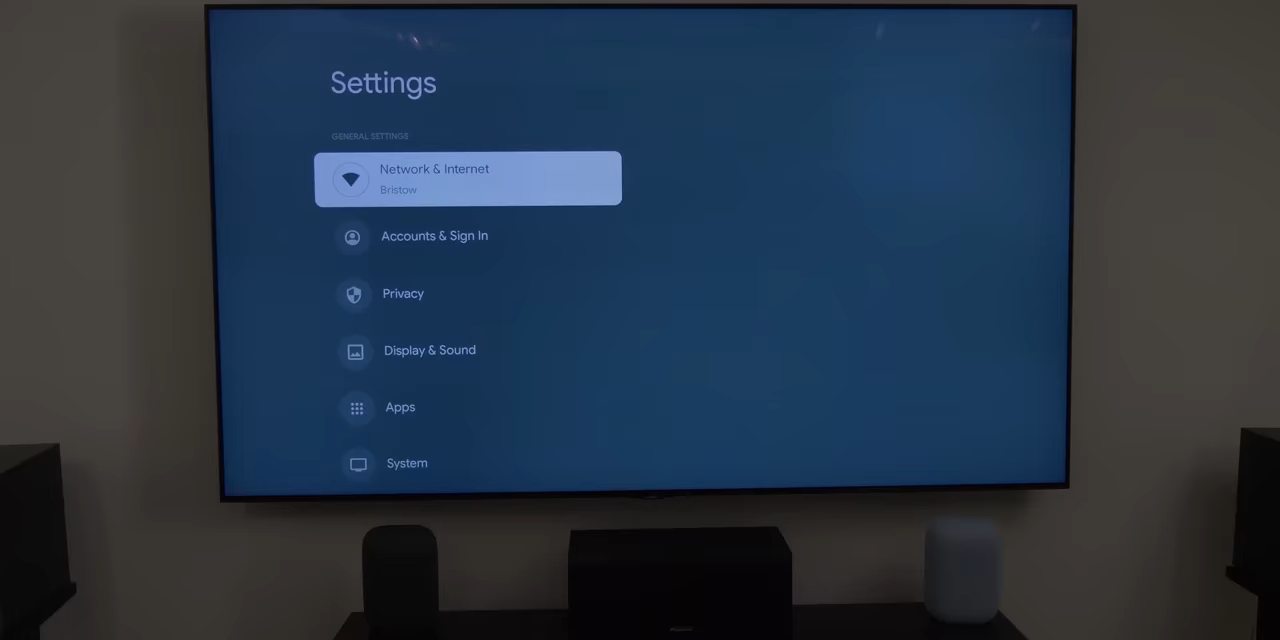 Settings
GENERAL SETTINGS
Network & Internet
Bristow
Accounts & Sign In
Privacy
Display & Sound
Apps
System